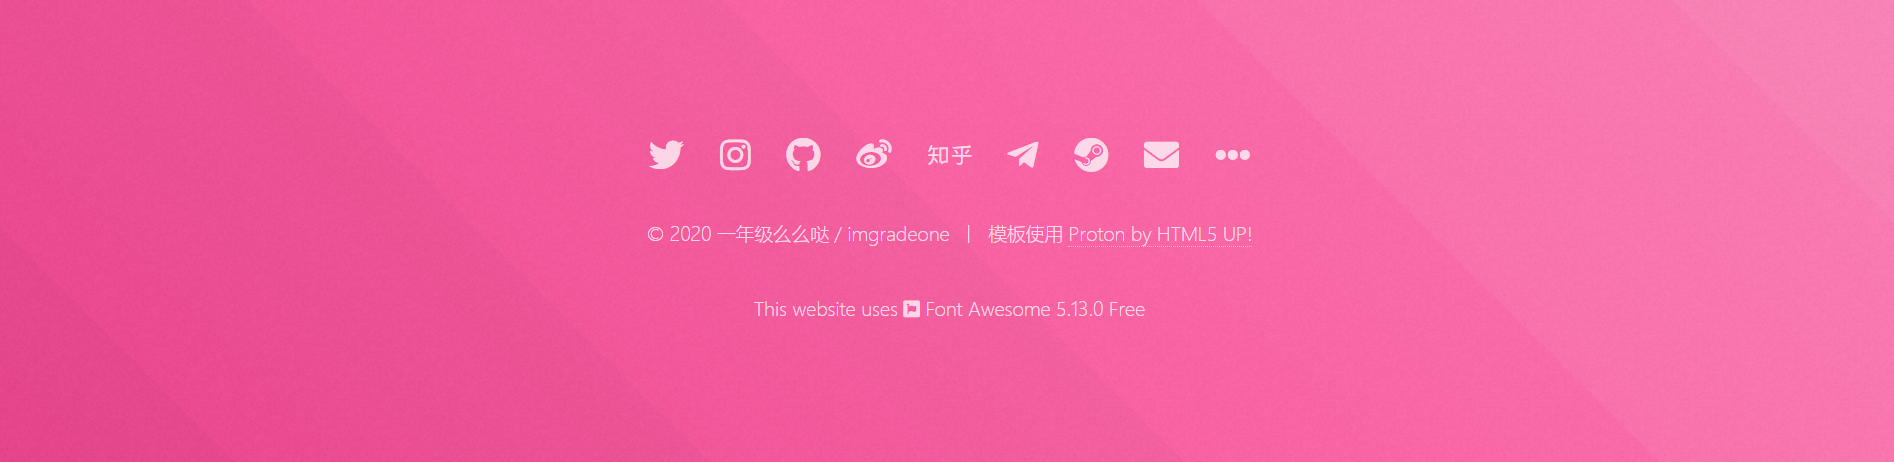 知乎
© 2020 一年级么么哒 / imgradeone | 模板使用 Proton by HTML5 UP!
This website uses Font Awesome 5.13.0 Free